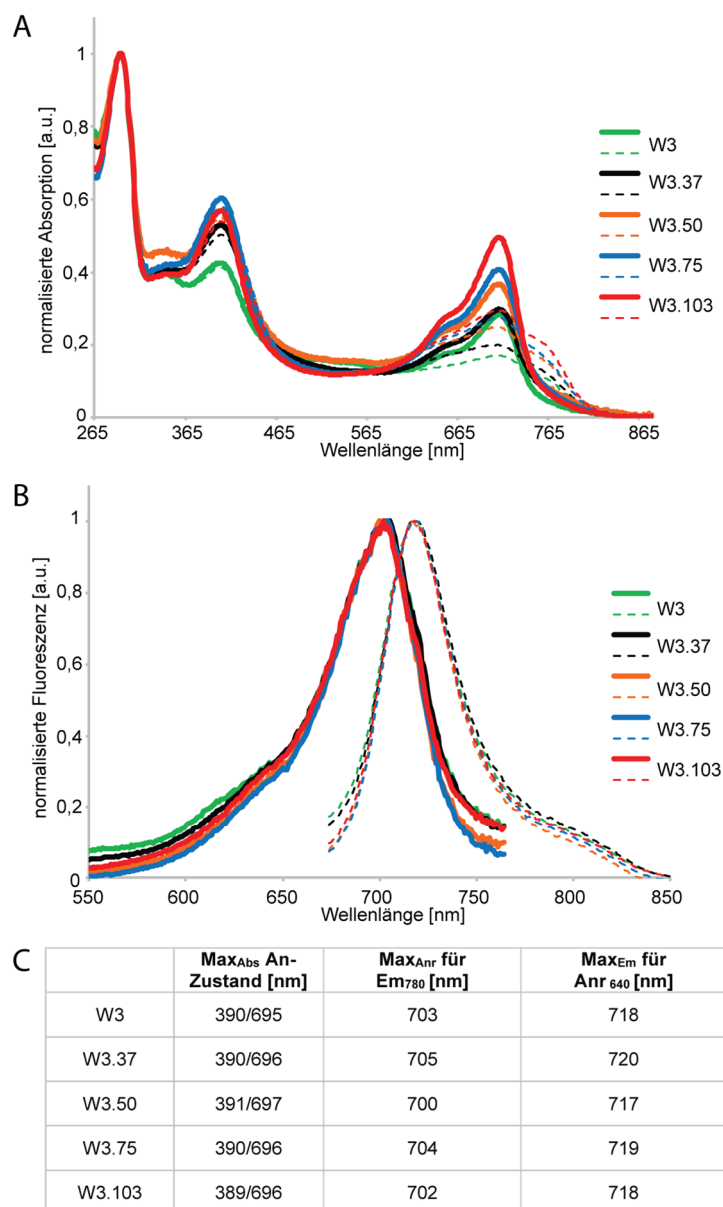 A
normalisierte Absorption [a.u.]
1
0,8
0,6
0,4
0,2
0
265
365
465
565
665
765
865
Wellenlänge [nm]
W3
W3.37
W3.50
W3.75
W3.103
B
normalisierte Fluoreszenz [a.u.]
1
0,8
0,6
0,4
0,2
0
550
600
650
700
750
800
850
Wellenlänge [nm]
W3
W3.37
W3.50
W3.75
W3.103
C
MaxAbs An-Zustand [nm] MaxAnr für Em780 [nm] MaxEm für Anr 640 [nm]
W3 390/695 703 718
W3.37 390/696 705 720
W3.50 391/697 700 717
W3.75 390/696 704 719
W3.103 389/696 702 718